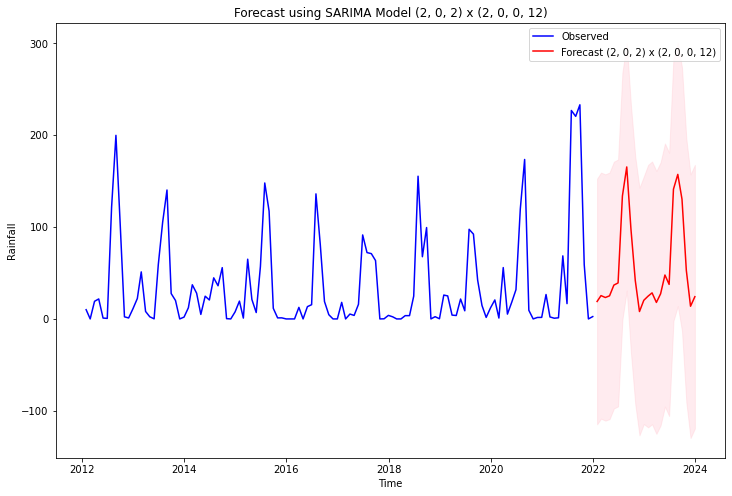 Forecast using SARIMA Model (2, 0, 2) x (2, 0, 0, 12)
Observed
Forecast (2, 0, 2) x (2, 0, 0, 12)
300
200
100
0
−100
Rainfall
2012
2014
2016
2018
2020
2022
2024
Time